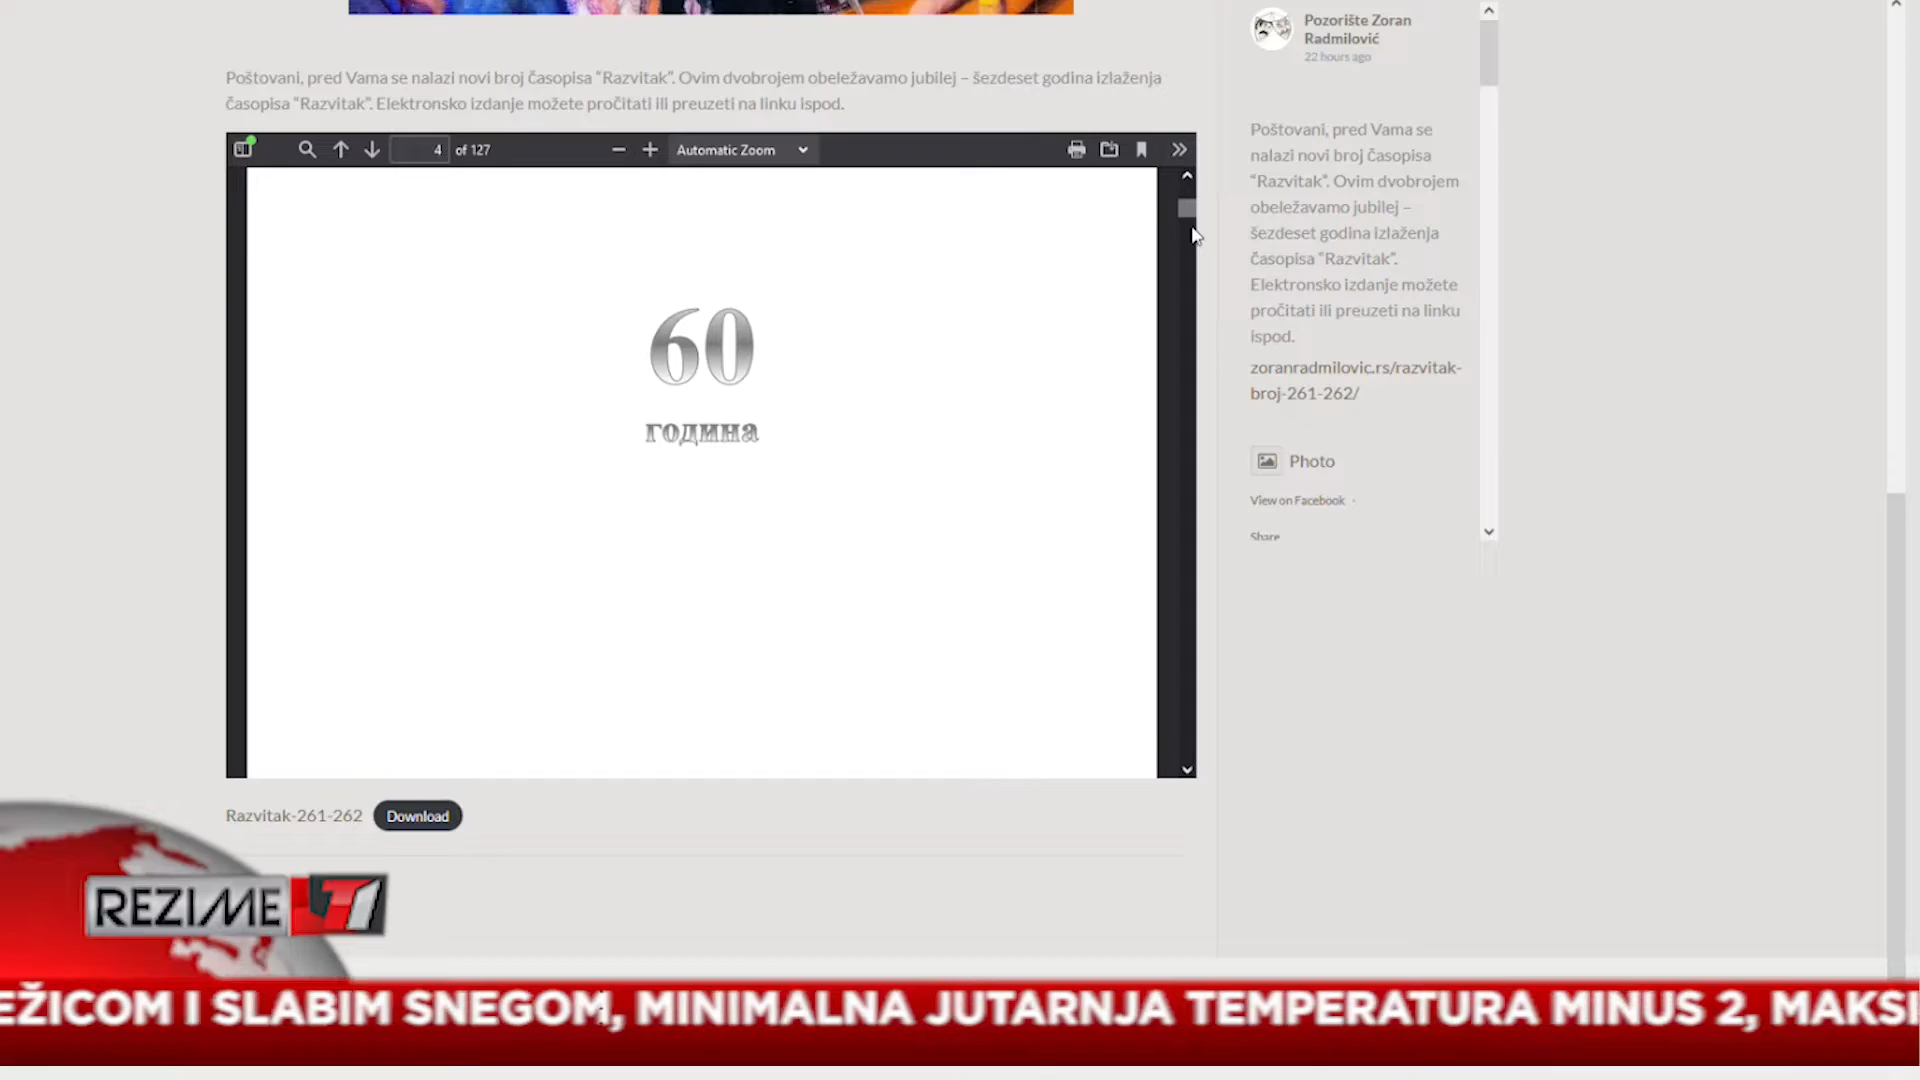 Poštovani, pred Vama se nalazi novi broj časopisa “Razvitak”. Ovim dvobrojem obeležavamo jubilej – šezdeset godina izlaženja
časopisa “Razvitak”. Elektronsko izdanje možete pročitati ili preuzeti na linku ispod.
4 of 127
Automatic Zoom
60
година
Razvitak-261-262
Download
Pozorište Zoran
Radmilović
22 hours ago
Poštovani, pred Vama se
nalazi novi broj časopisa
“Razvitak”. Ovim dvobrojem
obeležavamo jubilej –
šezdeset godina izlaženja
časopisa “Razvitak”.
Elektronsko izdanje možete
pročitati ili preuzeti na linku
ispod.
zoranradmilovic.rs/razvitak-
broj-261-262/
Photo
View on Facebook ·
Share
REZIME T1
EŽICOM I SLABIM SNEGOM, MINIMALNA JUTARNJA TEMPERATURA MINUS 2, MAKSI